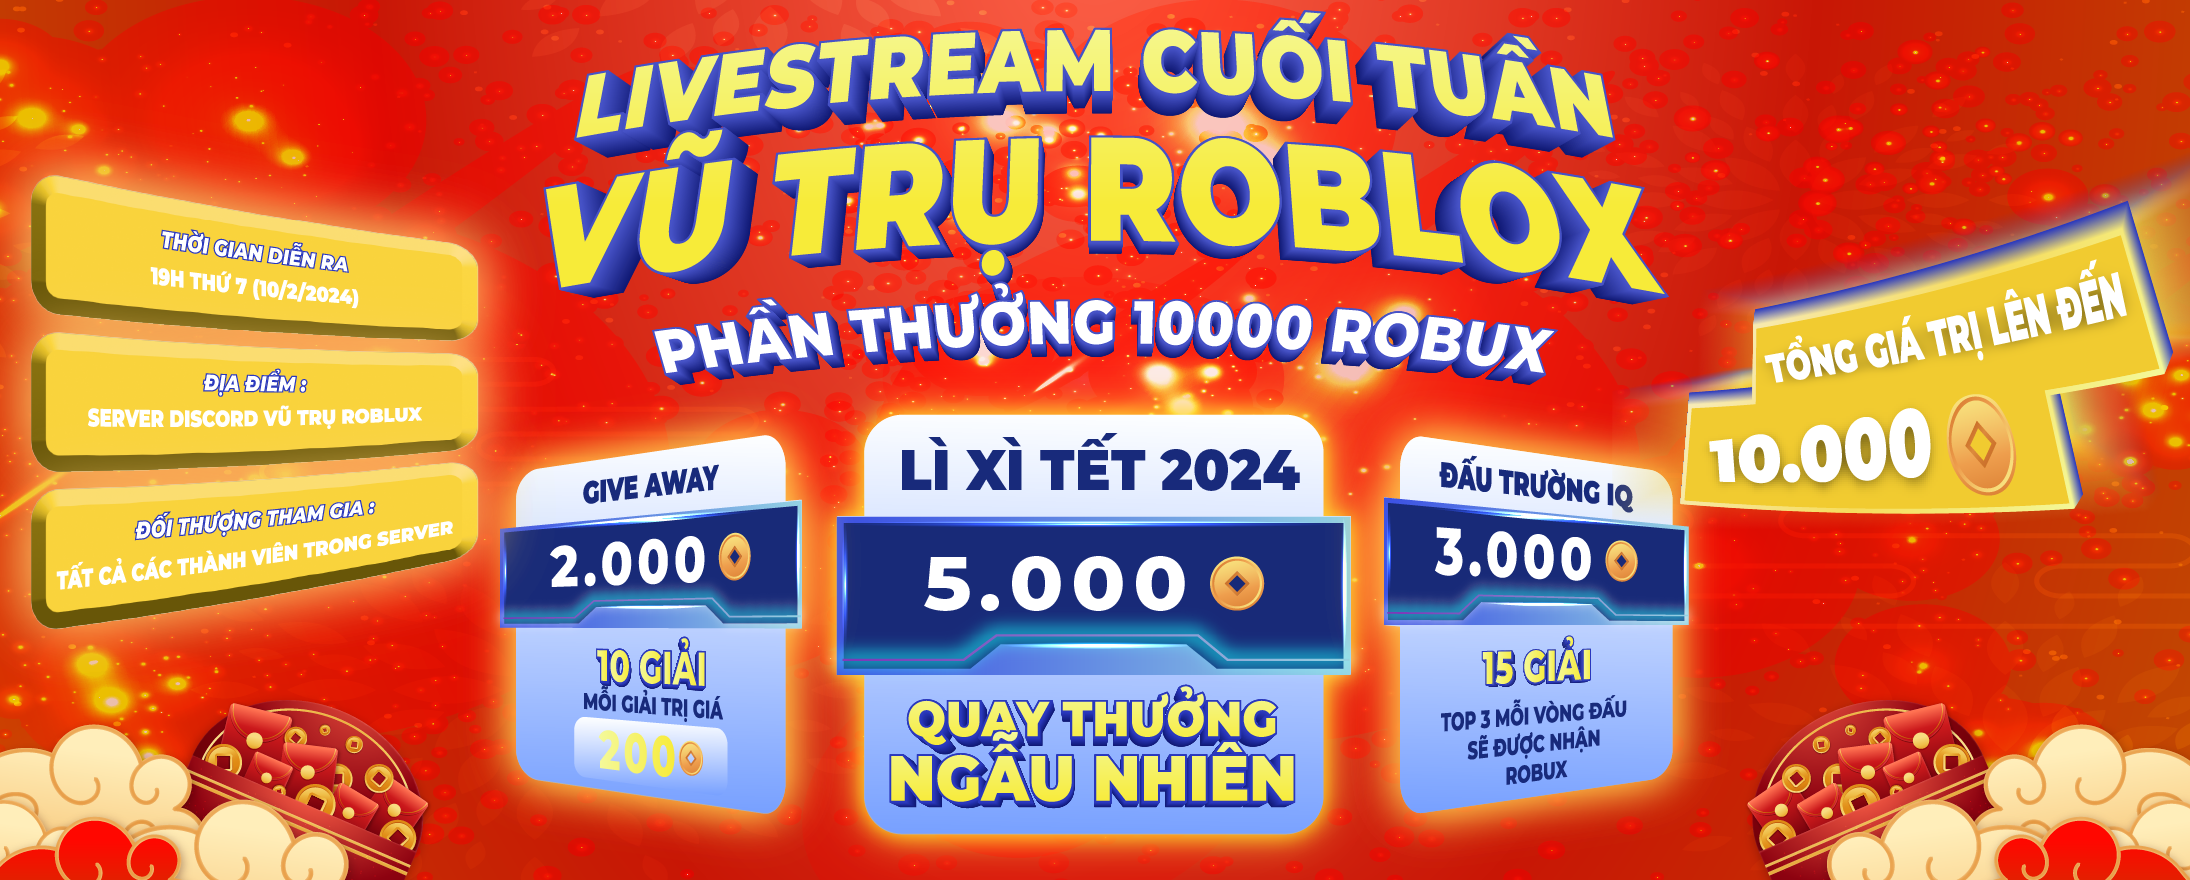 LIVESTREAM CUỐI TUẦN
VŨ TRỤ ROBLOX
PHẦN THƯỞNG 10000 ROBUX
THỜI GIAN DIỄN RA
19H THỨ 7 (10/2/2024)
ĐỊA ĐIỂM :
SERVER DISCORD VŨ TRỤ ROBLUX
ĐỐI THƯỢNG THAM GIA :
TẤT CẢ CÁC THÀNH VIÊN TRONG SERVER
GIVE AWAY
2.000
10 GIẢI
MỖI GIẢI TRỊ GIÁ
200
LÌ XÌ TẾT 2024
5.000
QUAY THƯỞNG
NGẪU NHIÊN
ĐẤU TRƯỜNG IQ
3.000
15 GIẢI
TOP 3 MỖI VÒNG ĐẤU
SẼ ĐƯỢC NHẬN
ROBUX
TỔNG GIÁ TRỊ LÊN ĐẾN
10.000